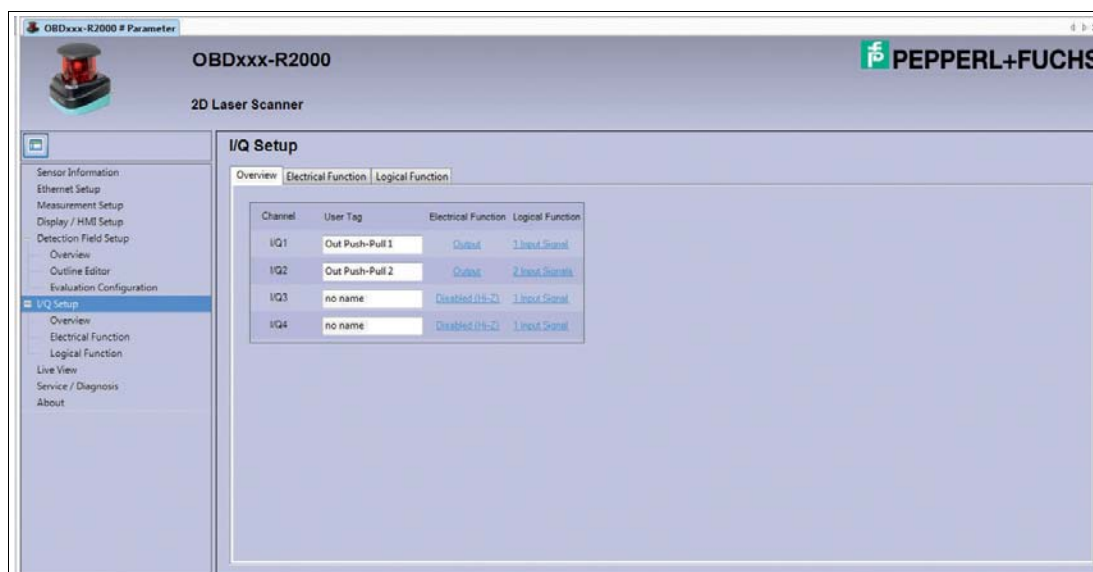 OBDxxx-R2000 # Parameter
OBDxxx-R2000
PEPPERL+FUCHS
2D Laser Scanner
I/Q Setup
Sensor Information
Ethernet Setup
Measurement Setup
Display / HMI Setup
Detection Field Setup
Overview
Outline Editor
Evaluation Configuration
I/Q Setup
Overview
Electrical Function
Logical Function
Live View
Service / Diagnosis
About
Overview Electrical Function Logical Function
Channel User Tag Electrical Function Logical Function
I/Q1 Out Push-Pull 1 Output 1 Input Signal
I/Q2 Out Push-Pull 2 Output 2 Input Signals
I/Q3 no name Disabled (Hi-Z) 1 Input Signal
I/Q4 no name Disabled (Hi-Z) 1 Input Signal